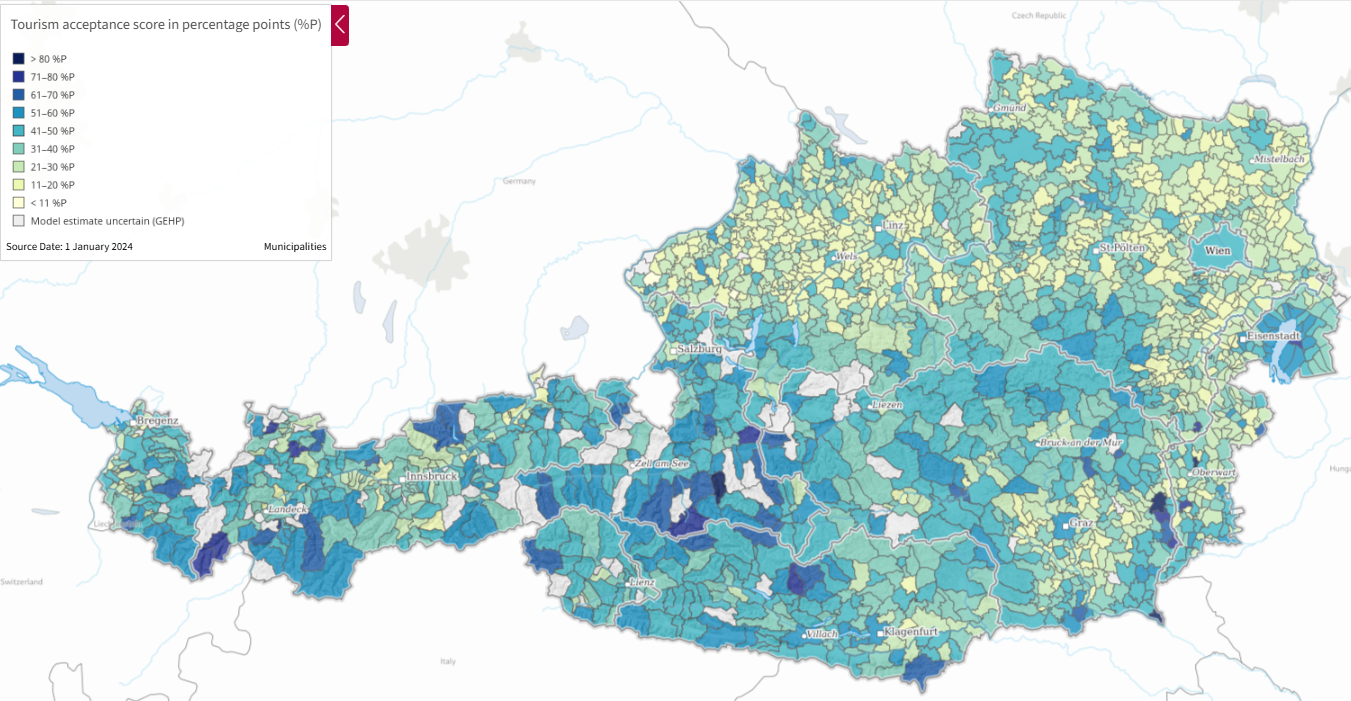 Tourism acceptance score in percentage points (%P)
> 80 %P
71–80 %P
61–70 %P
51–60 %P
41–50 %P
31–40 %P
21–30 %P
11–20 %P
< 11 %P
Model estimate uncertain (GEHP)
Source Date: 1 January 2024 Municipalities
Czech Republic
Gmünd
Mistelbach
Germany
Linz
St.Pölten
Wien
Wels
Eisenstadt
Salzburg
Liezen
Bregenz
Bruck an der Mur
Zell am See
Oberwart
Hunga
Innsbruck
Landeck
Graz
Switzerland
Lienz
Villach
Klagenfurt
Italy